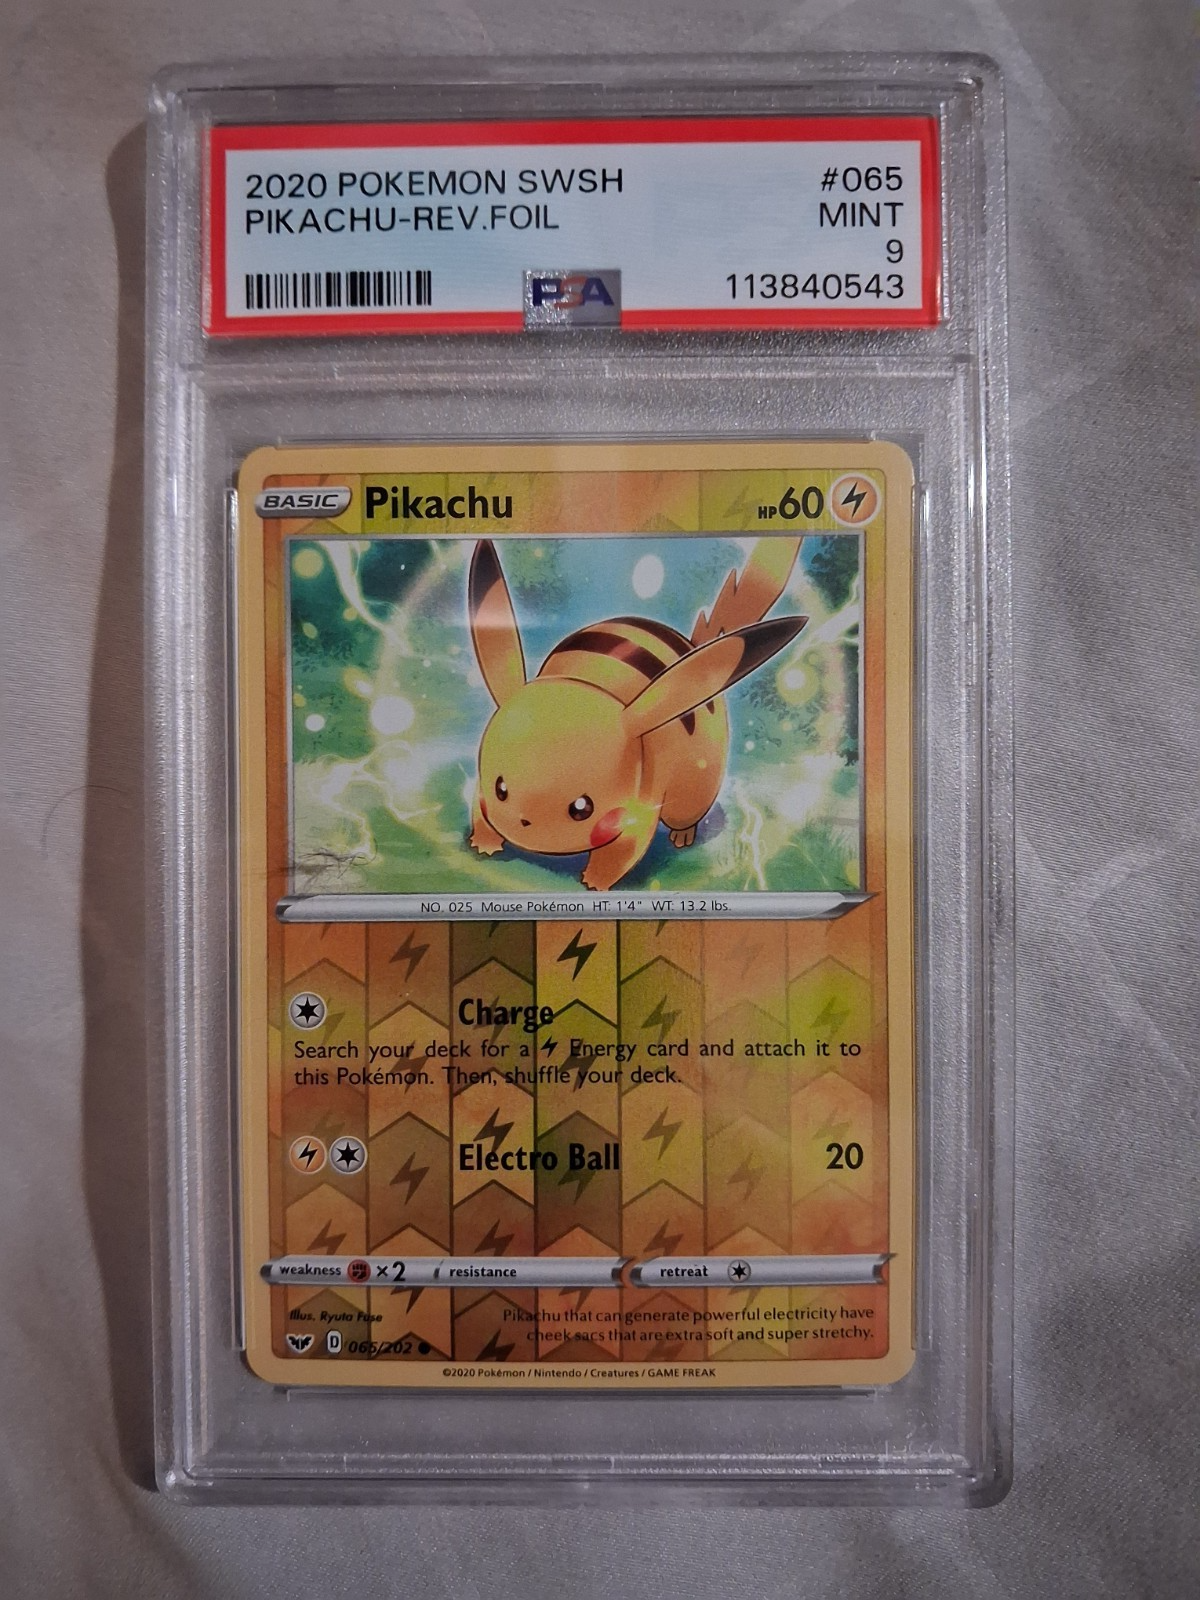 2020 POKEMON SWSH #065
PIKACHU-REV.FOIL MINT
9
PSA 113840543
BASIC Pikachu HP60
NO. 025 Mouse Pokémon HT: 1'4" WT: 13.2 lbs.
Charge
Search your deck for a Energy card and attach it to
this Pokémon. Then, shuffle your deck.
Electro Ball 20
weakness ×2 resistance retreat
Illus. Ryuta Fuse
Pikachu that can generate powerful electricity have
cheek sacs that are extra soft and super stretchy.
D 065/202
©2020 Pokémon / Nintendo / Creatures / GAME FREAK